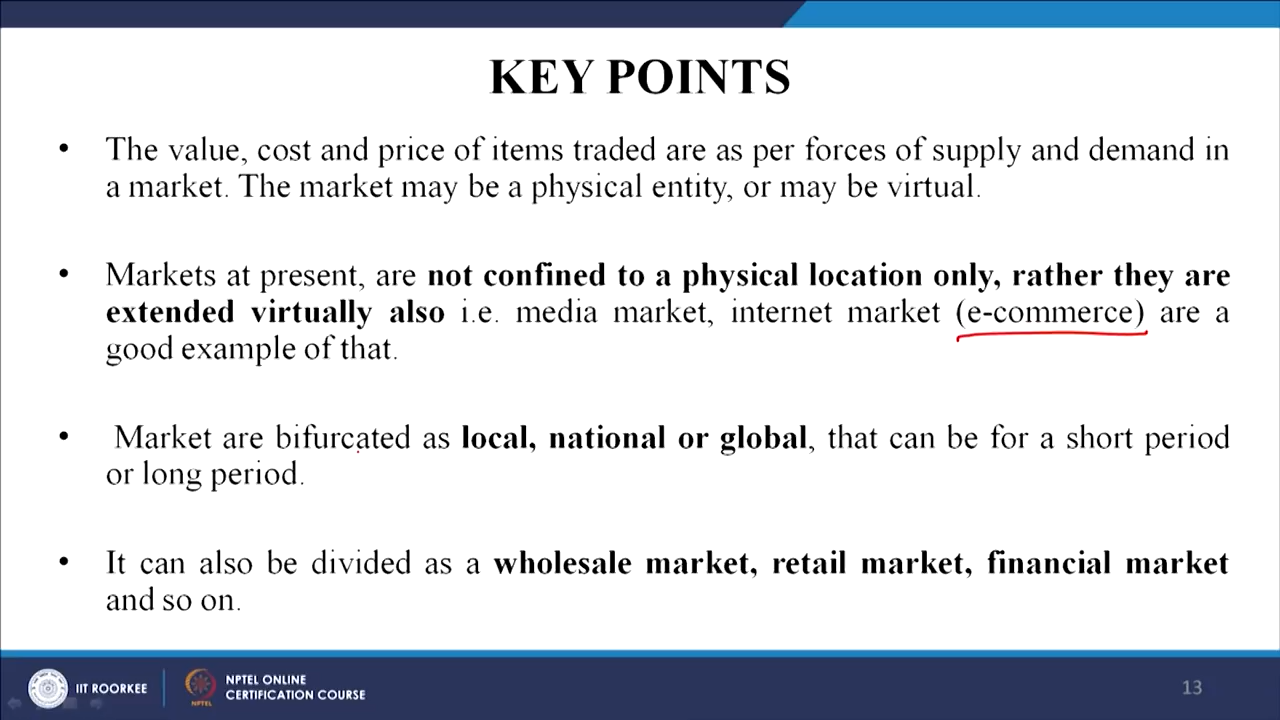 KEY POINTS
• The value, cost and price of items traded are as per forces of supply and demand in
a market. The market may be a physical entity, or may be virtual.
• Markets at present, are not confined to a physical location only, rather they are
extended virtually also i.e. media market, internet market (e-commerce) are a
good example of that.
• Market are bifurcated as local, national or global, that can be for a short period
or long period.
• It can also be divided as a wholesale market, retail market, financial market
and so on.
IIT ROORKEE
NPTEL
NPTEL ONLINE
CERTIFICATION COURSE
13